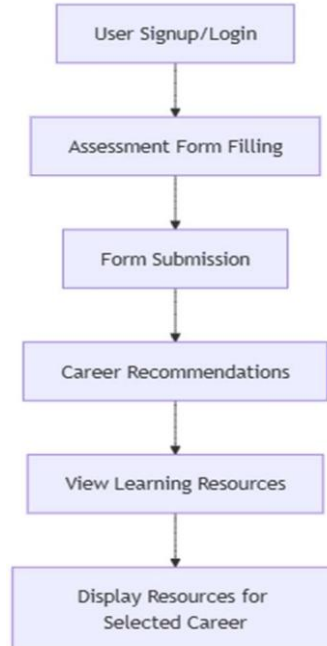 User Signup/Login
Assessment Form Filling
Form Submission
Career Recommendations
View Learning Resources
Display Resources for
Selected Career